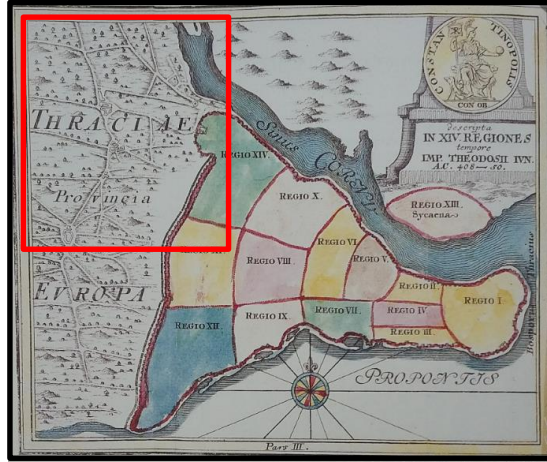 CONSTAN
TINOPOLIS
CON OB
descripta
IN XIV. REGIONES
tempore
IMP. THEODOSII IVN.
A.C. 408-50.
THRACIAE
Provincia
EVROPA
Sinus
REGIO XIV.
REGIO X.
REGIO XIII.
Sycaena
REGIO VI.
REGIO V.
REGIO VIII
REGIO II.
REGIO I.
REGIO XII.
REGIO IX.
REGIO VII.
REGIO IV.
REGIO III.
PROPONTIS
Pars III.